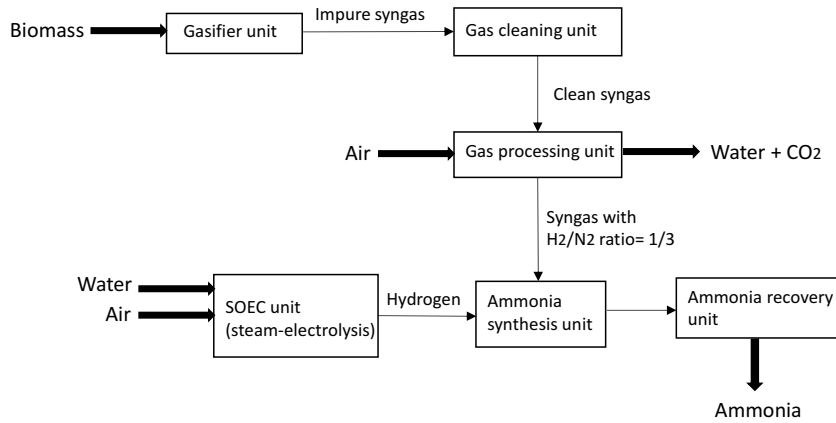 Biomass
Gasifier unit
Impure syngas
Gas cleaning unit
Clean syngas
Air
Gas processing unit
Water + CO2
Syngas with
H2/N2 ratio= 1/3
Water
Air
SOEC unit
(steam-electrolysis)
Hydrogen
Ammonia
synthesis unit
Ammonia recovery
unit
Ammonia